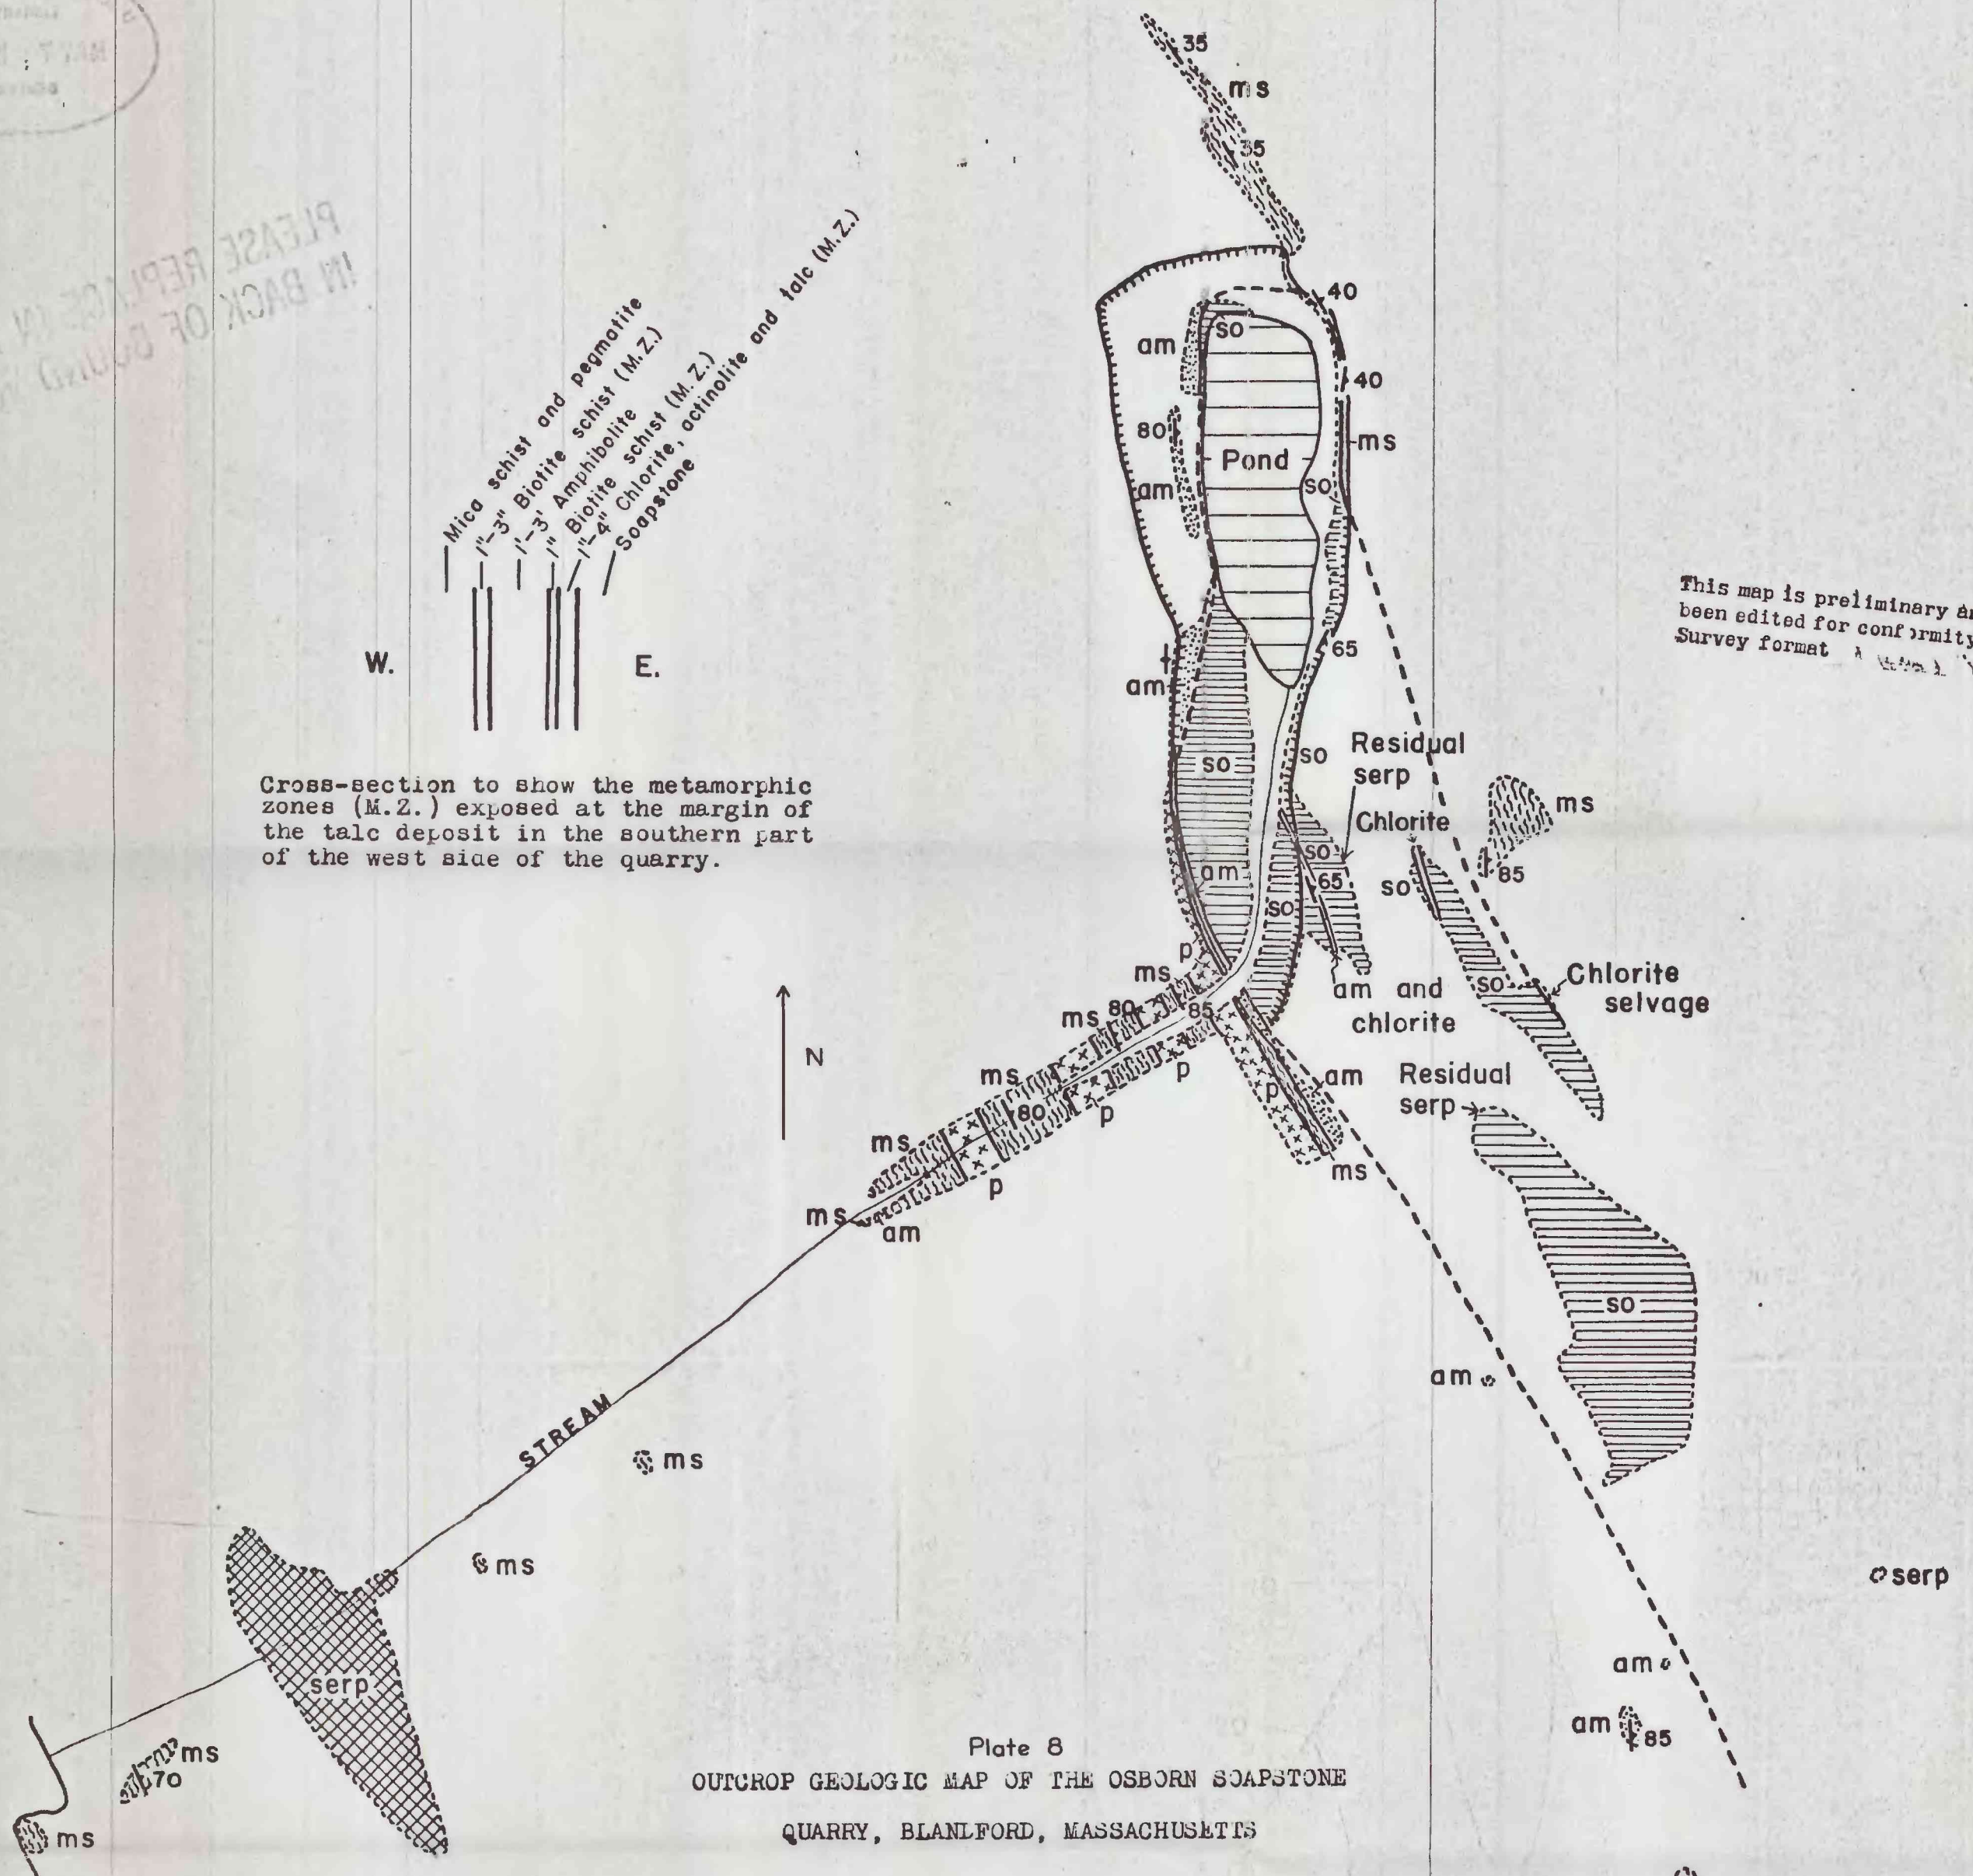 35
ms
35
40
so
am
40
80
ms
Pond
am
so
65
am
Mica schist and pegmatite
1"-3" Biotite schist (M.Z.)
1'-3' Amphibolite
1" Biotite schist (M.Z.)
1"-4" Chlorite, actinolite and talc (M.Z.)
Soapstone
W.
E.
Cross-section to show the metamorphic
zones (M.Z.) exposed at the margin of
the talc deposit in the southern part
of the west side of the quarry.
This map is preliminary
been edited for conformity
Survey format
so
so
Residual
serp
Chlorite
ms
so
65
so
85
am
so
p
ms
am and
chlorite
so
Chlorite
selvage
N
ms
80
85
ms
80
p
p
p
am
Residual
serp
ms
p
ms
ms
am
so
am
STREAM
ms
ms
serp
serp
am
am
85
ms
70
ms
Plate 8
OUTCROP GEOLOGIC MAP OF THE OSBORN SOAPSTONE
QUARRY, BLANDFORD, MASSACHUSETTS
PLEASE REPLACE IN
IN BACK OF BOUND